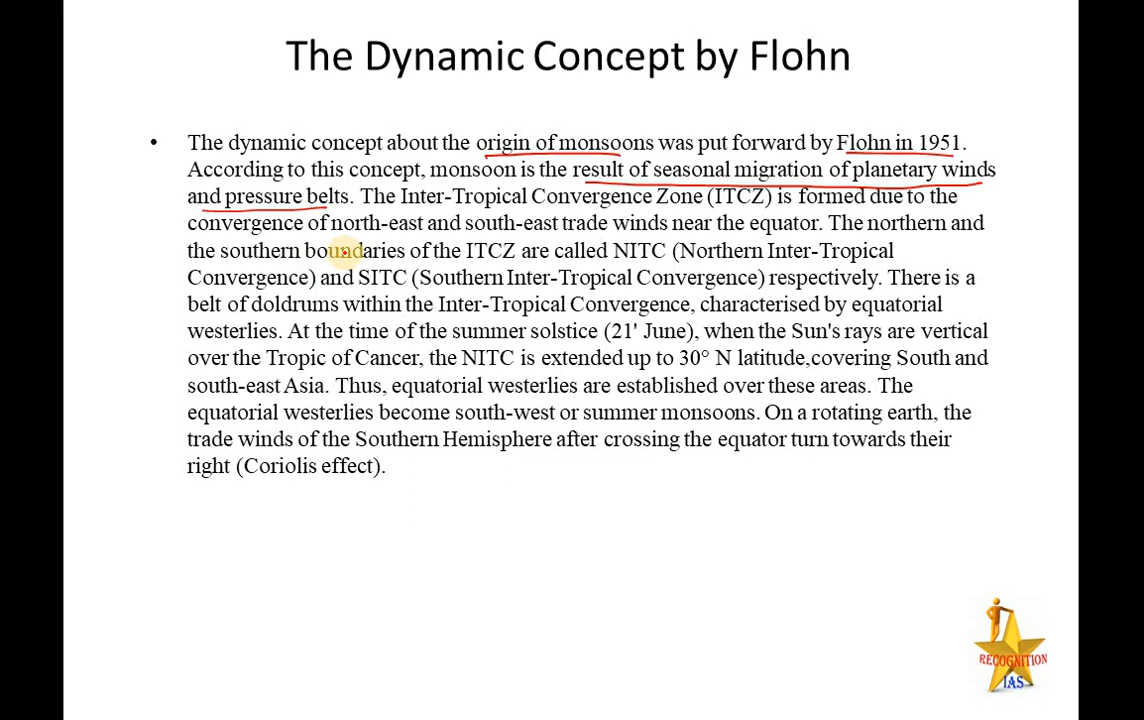 The Dynamic Concept by Flohn
• The dynamic concept about the origin of monsoons was put forward by Flohn in 1951.
According to this concept, monsoon is the result of seasonal migration of planetary winds
and pressure belts. The Inter-Tropical Convergence Zone (ITCZ) is formed due to the
convergence of north-east and south-east trade winds near the equator. The northern and
the southern boundaries of the ITCZ are called NITC (Northern Inter-Tropical
Convergence) and SITC (Southern Inter-Tropical Convergence) respectively. There is a
belt of doldrums within the Inter-Tropical Convergence, characterised by equatorial
westerlies. At the time of the summer solstice (21' June), when the Sun's rays are vertical
over the Tropic of Cancer, the NITC is extended up to 30° N latitude,covering South and
south-east Asia. Thus, equatorial westerlies are established over these areas. The
equatorial westerlies become south-west or summer monsoons. On a rotating earth, the
trade winds of the Southern Hemisphere after crossing the equator turn towards their
right (Coriolis effect).
RECOGNITION
IAS